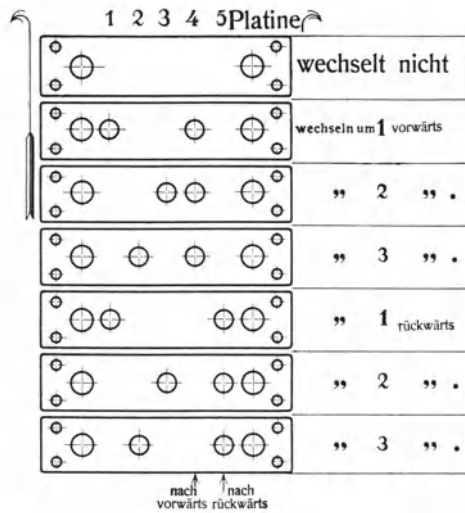 1 2 3 4 5 Platine
wechselt nicht
wechseln um 1 vorwärts
„ 2 „ .
„ 3 „ .
„ 1 rückwärts
„ 2 „ .
„ 3 „ .
nach nach
vorwärts rückwärts